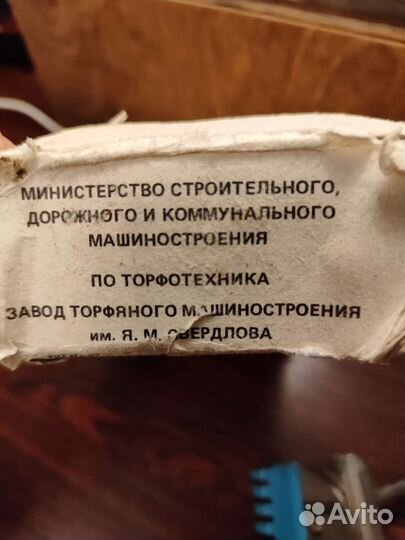 МИНИСТЕРСТВО СТРОИТЕЛЬНОГО,
ДОРОЖНОГО И КОММУНАЛЬНОГО
МАШИНОСТРОЕНИЯ
ПО ТОРФОТЕХНИКА
ЗАВОД ТОРФЯНОГО МАШИНОСТРОЕНИЯ
им. Я. М. СВЕРДЛОВА
Avito